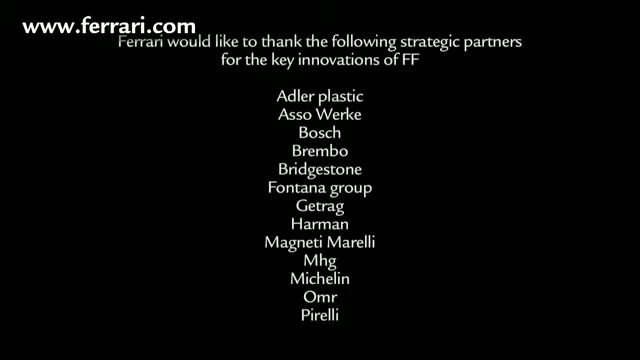 www.ferrari.com
Ferrari would like to thank the following strategic partners
for the key innovations of FF
Adler plastic
Asso Werke
Bosch
Brembo
Bridgestone
Fontana group
Getrag
Harman
Magneti Marelli
Mhg
Michelin
Omr
Pirelli